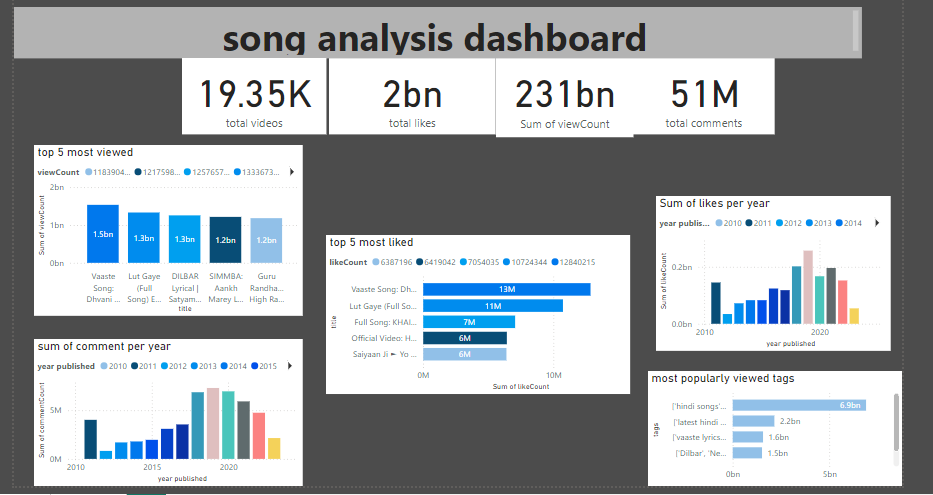 song analysis dashboard
19.35K
total videos
2bn
total likes
231bn
Sum of viewCount
51M
total comments
top 5 most viewed
viewCount 1183904... 1217598... 1257657... 1333673...
Sum of viewCount
2bn
1bn
0bn
1.5bn
1.3bn
1.3bn
1.2bn
1.2bn
Vaaste Song: Dhvani ...
Lut Gaye (Full Song) E...
DILBAR Lyrical | Satyam...
SIMMBA: Aankh Marey L...
Guru Randha... High Ra...
title
sum of comment per year
year published 2010 2011 2012 2013 2014 2015
Sum of commentCount
5M
0M
2010 2015 2020
year published
top 5 most liked
likeCount 6387196 6419042 7054035 10724344 12840215
title
Vaaste Song: Dh... 13M
Lut Gaye (Full So... 11M
Full Song: KHAI... 7M
Official Video: H... 6M
Saiyaan Ji ► Yo ... 6M
0M 10M
Sum of likeCount
Sum of likes per year
year publis... 2010 2011 2012 2013 2014
Sum of likeCount
0.2bn
0.0bn
2010 2020
year published
most popularly viewed tags
tags
['hindi songs'... 6.9bn
['latest hindi ... 2.2bn
['vaaste lyrics... 1.6bn
['Dilbar', 'Ne... 1.5bn
0bn 5bn